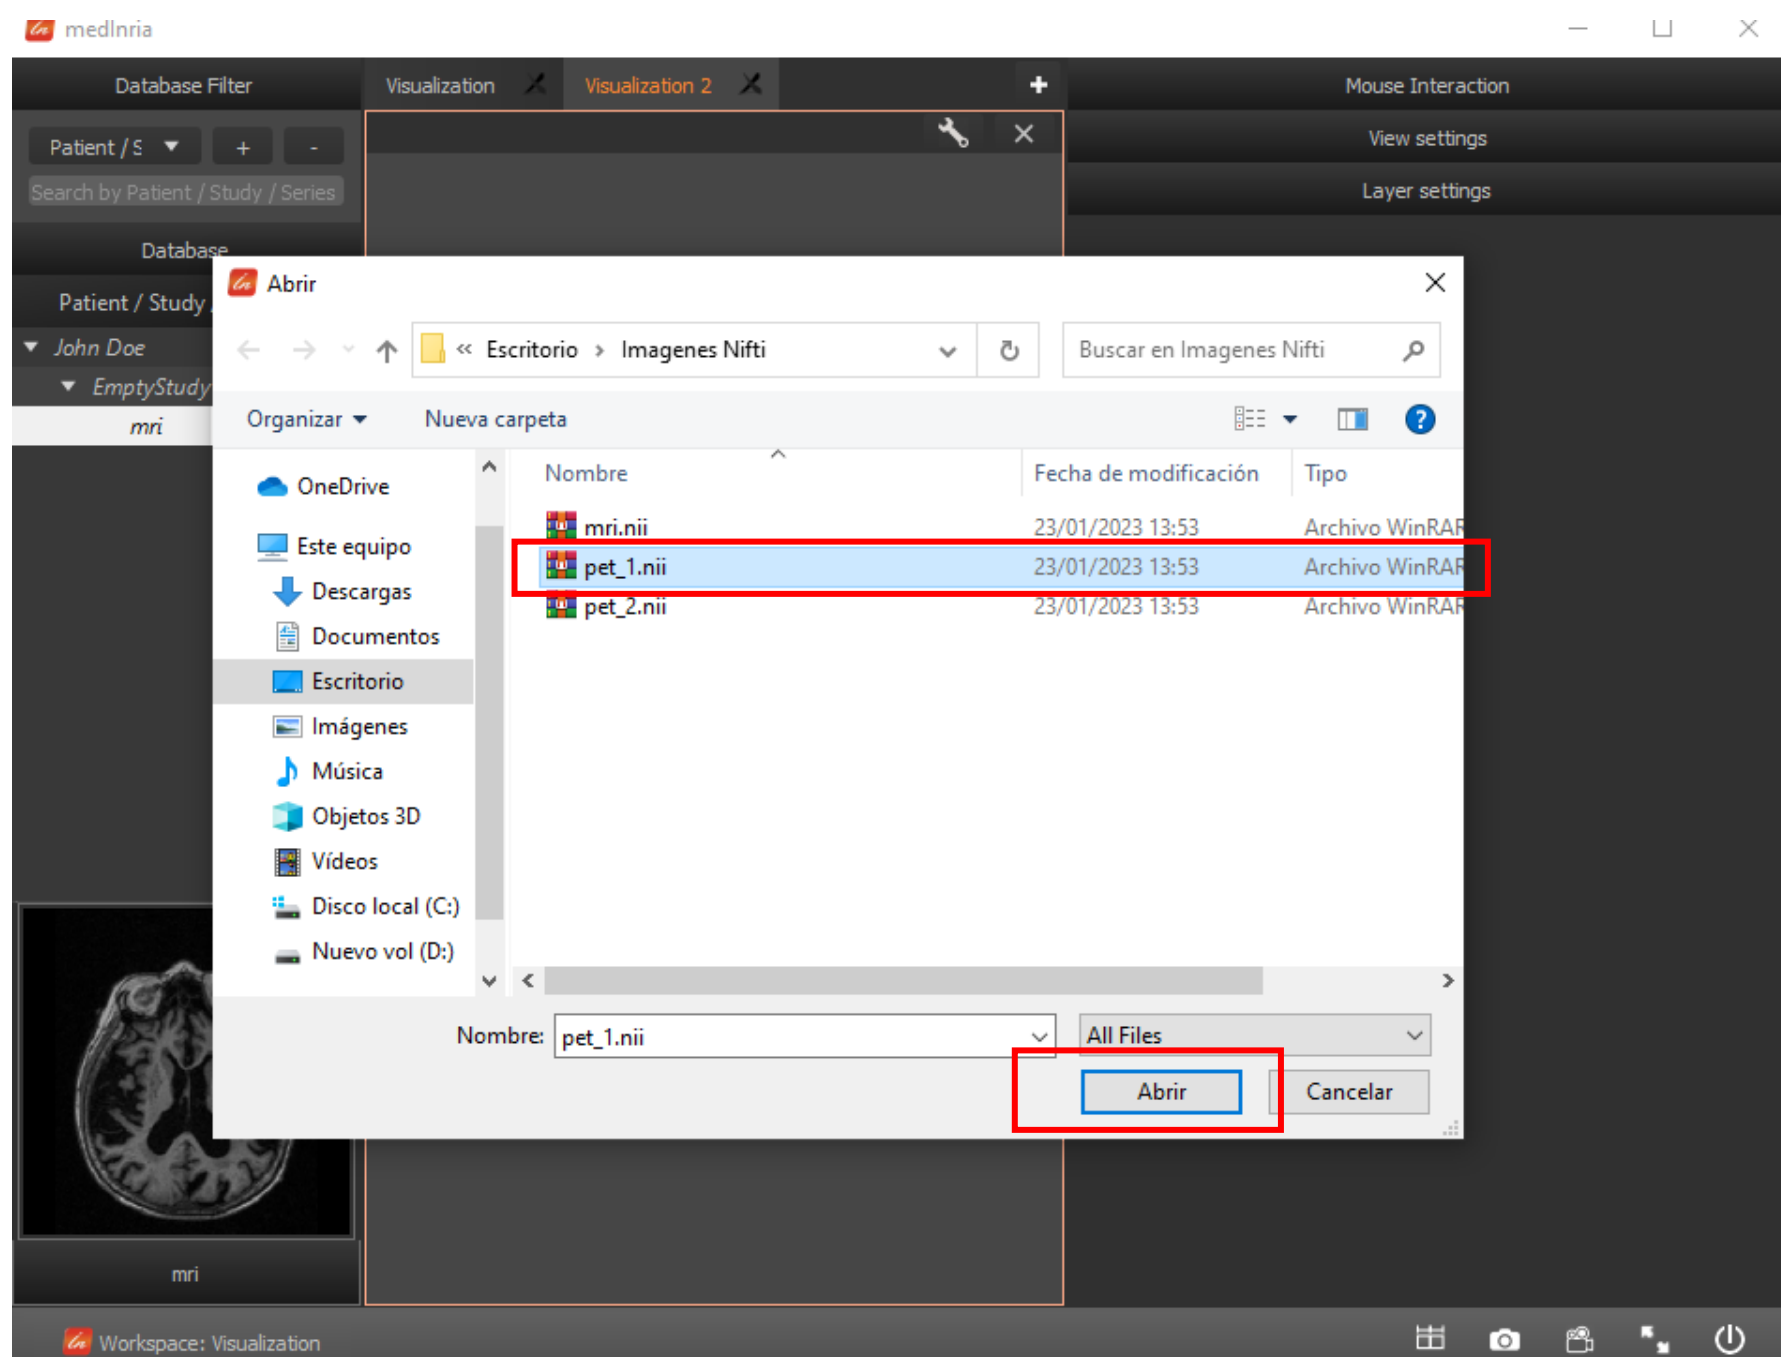 medInria
Database Filter
Visualization
Visualization 2
Mouse Interaction
Patient / S
+
-
View settings
Search by Patient / Study / Series
Layer settings
Database
Abrir
Patient / Study
John Doe
« Escritorio > Imagenes Nifti
Buscar en Imagenes Nifti
EmptyStudy
mri
Organizar
Nueva carpeta
?
OneDrive
Nombre
Fecha de modificación
Tipo
mri.nii
23/01/2023 13:53
Archivo WinRAR
Este equipo
pet_1.nii
23/01/2023 13:53
Archivo WinRAR
Descargas
pet_2.nii
23/01/2023 13:53
Archivo WinRAR
Documentos
Escritorio
Imágenes
Música
Objetos 3D
Vídeos
Disco local (C:)
Nuevo vol (D:)
Nombre: pet_1.nii
All Files
Abrir
Cancelar
mri
Workspace: Visualization